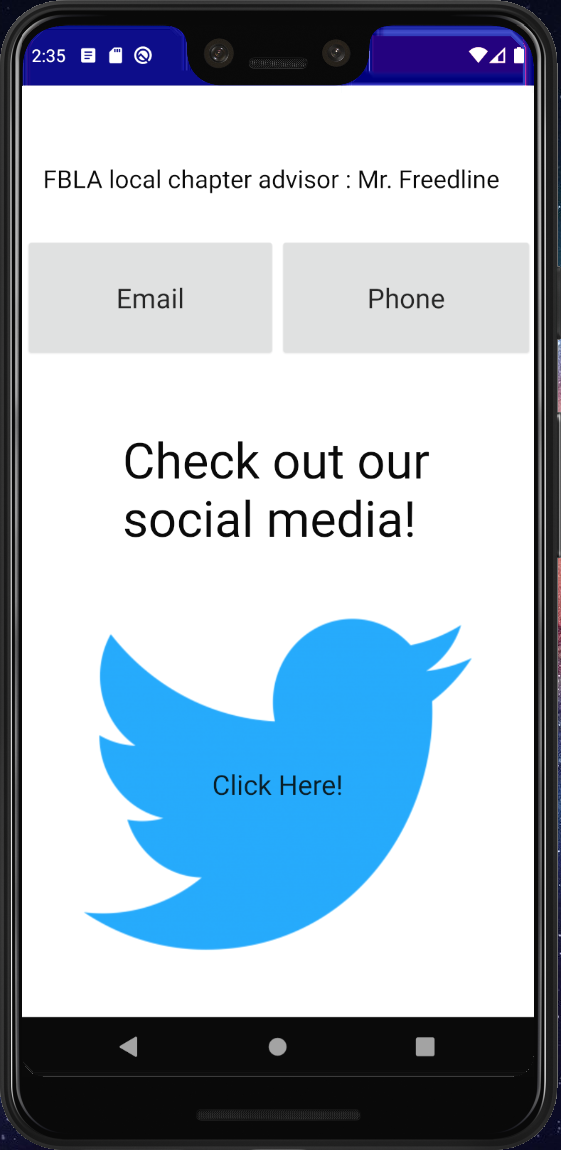 2:35
FBLA local chapter advisor : Mr. Freedline
Email Phone
Check out our
social media!
Click Here!